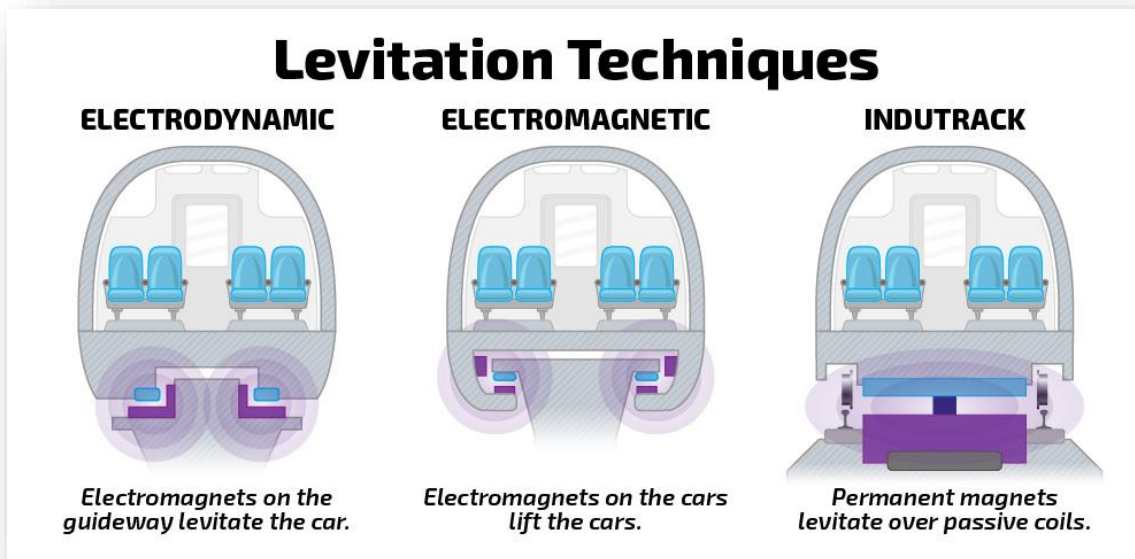 Levitation Techniques
ELECTRODYNAMIC
Electromagnets on the
guideway levitate the car.
ELECTROMAGNETIC
Electromagnets on the cars
lift the cars.
INDUTRACK
Permanent magnets
levitate over passive coils.